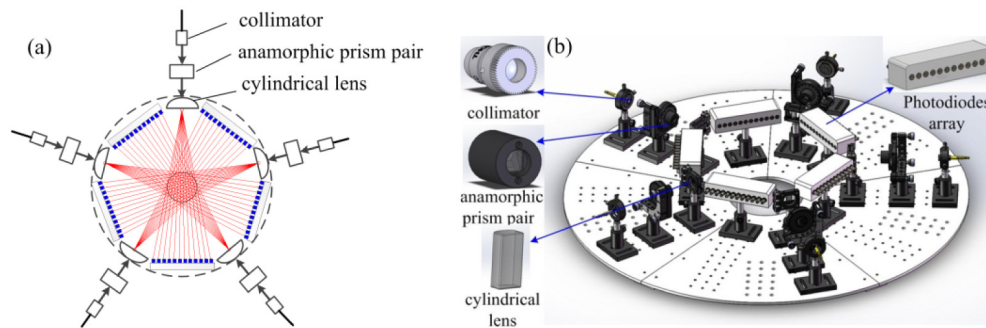 (a)
collimator
anamorphic prism pair
cylindrical lens
(b)
collimator
anamorphic
prism pair
cylindrical
lens
Photodiodes
array